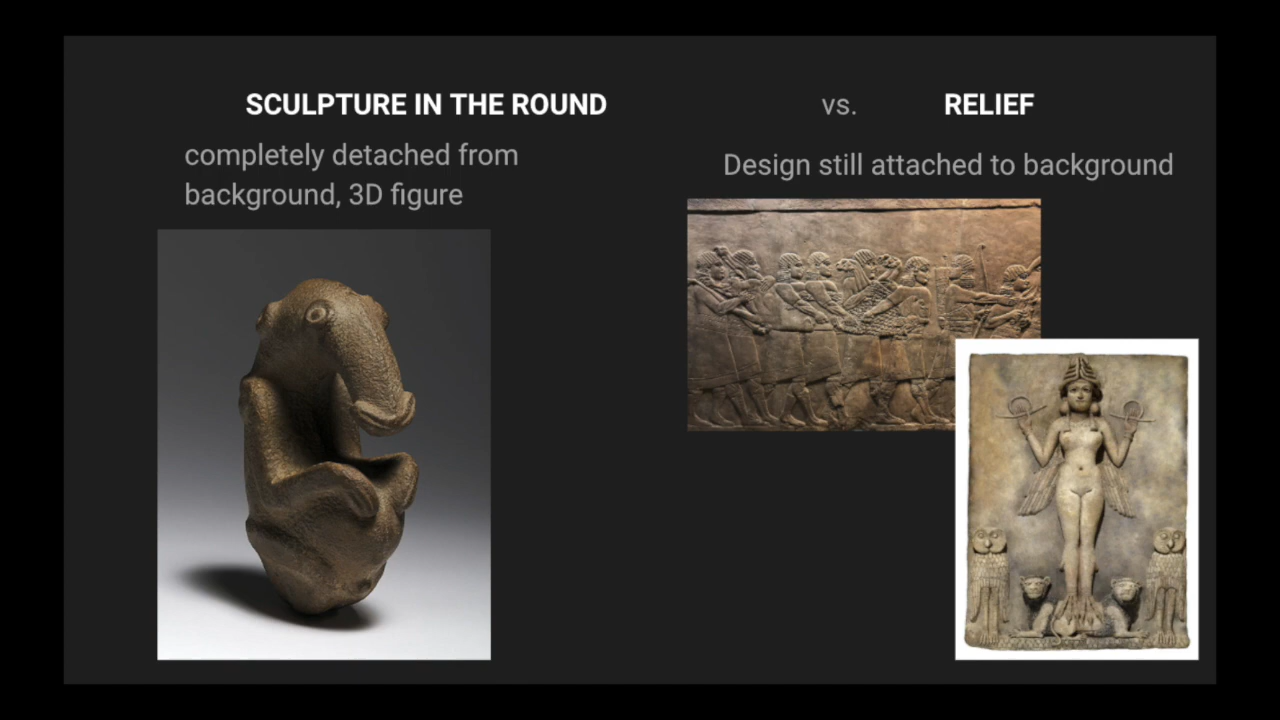 SCULPTURE IN THE ROUND
completely detached from
background, 3D figure
vs.
RELIEF
Design still attached to background